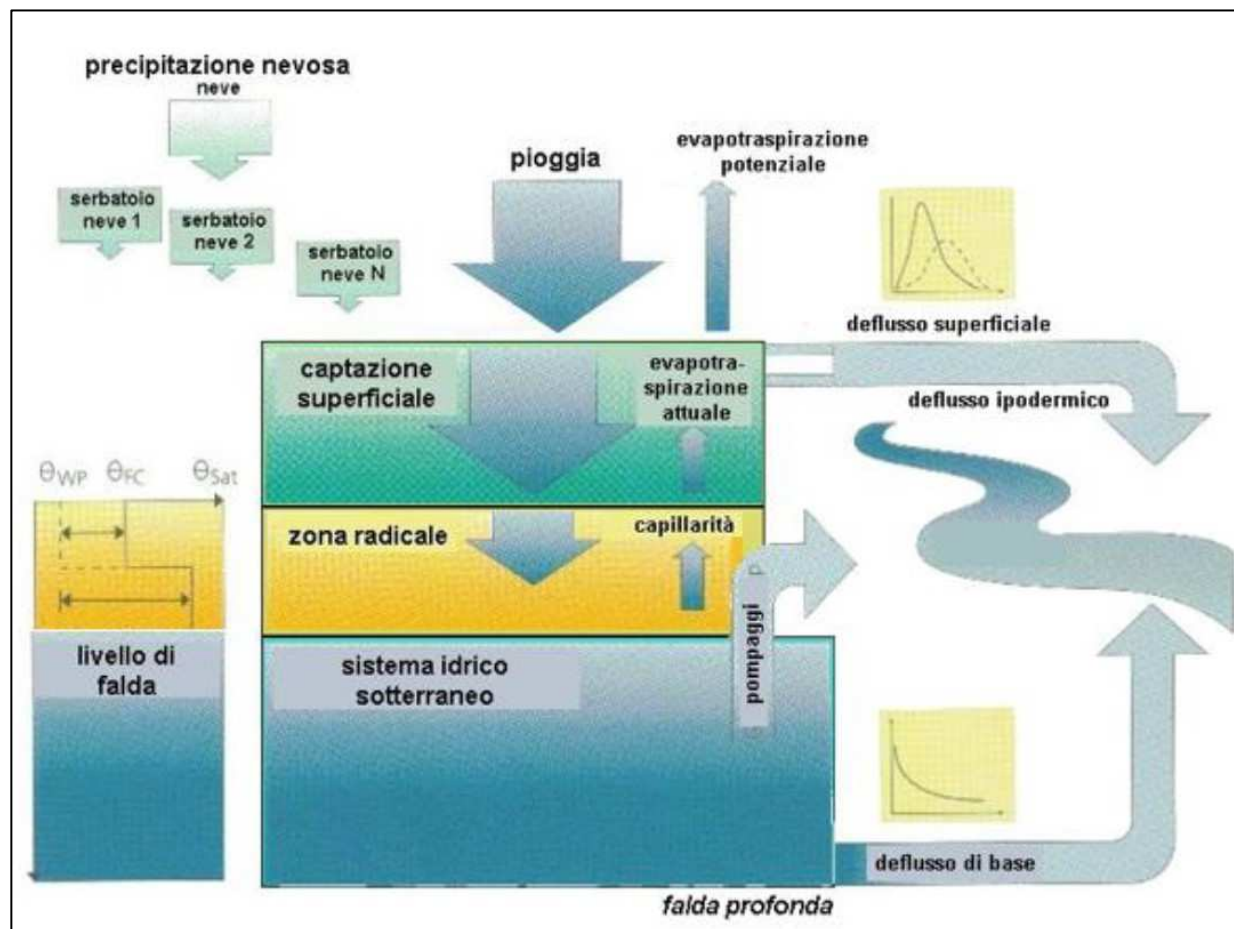 precipitazione nevosa
neve
serbatoio
neve 1
serbatoio
neve 2
serbatoio
neve N
pioggia
evapotraspirazione
potenziale
deflusso superficiale
captazione
superficiale
evapotra-
spirazione
attuale
deflusso ipodermico
θWP
θFC
θSat
zona radicale
capillarità
pompaggi
livello di
falda
sistema idrico
sotterraneo
deflusso di base
falda profonda